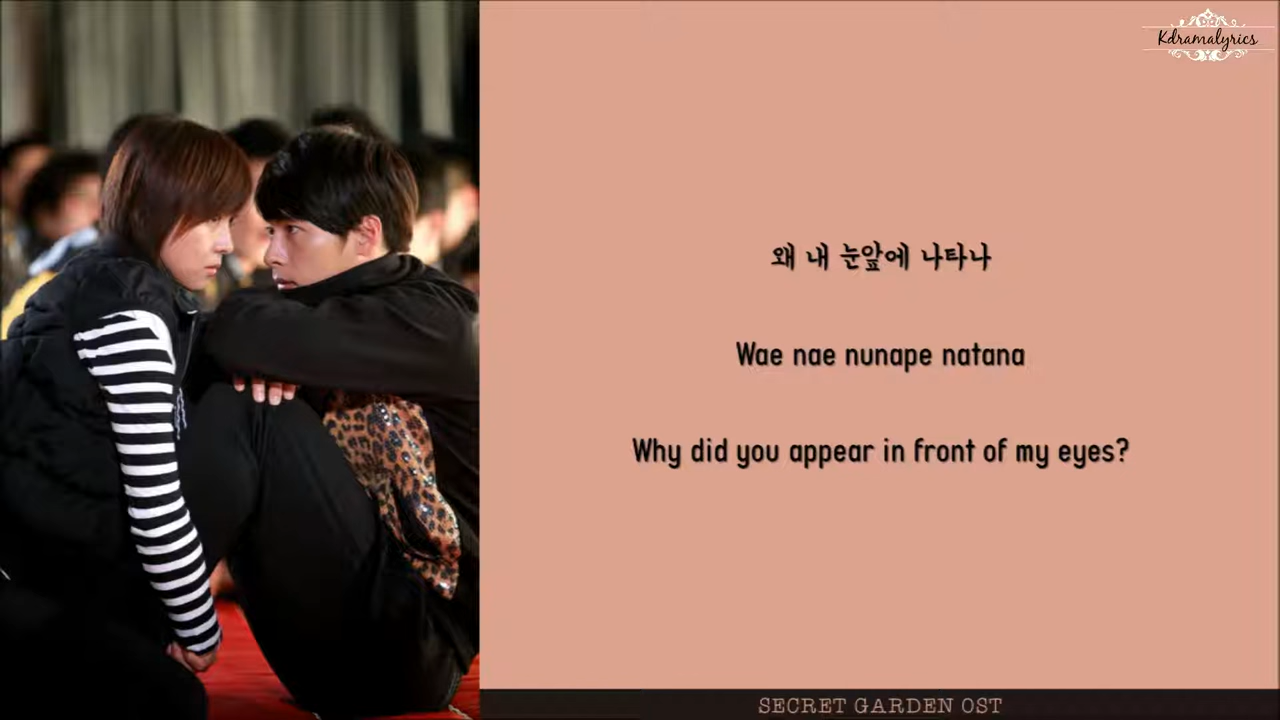 Kdramalyrics
왜 내 눈앞에 나타나
Wae nae nunape natana
Why did you appear in front of my eyes?
SECRET GARDEN OST